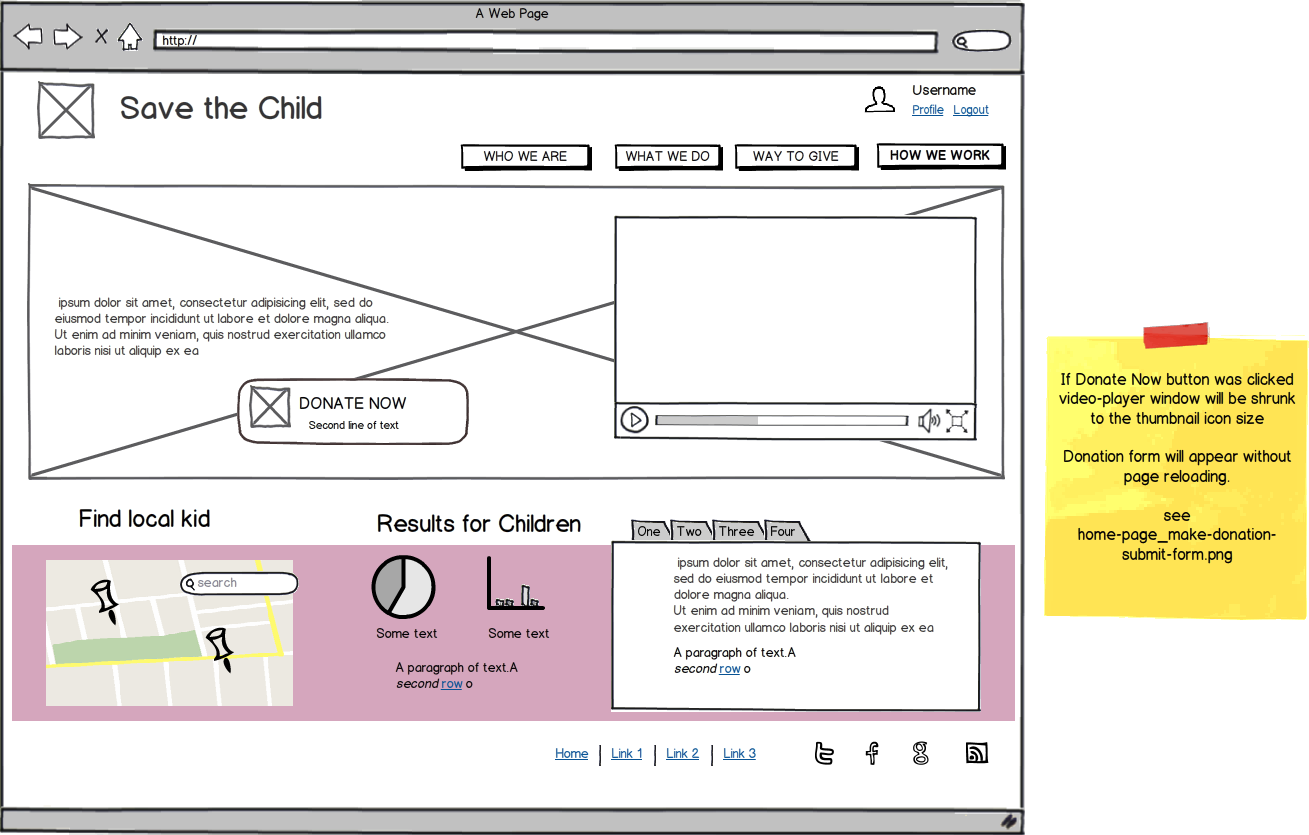 A Web Page
http://
Save the Child
Username
Profile Logout
WHO WE ARE
WHAT WE DO
WAY TO GIVE
HOW WE WORK
ipsum dolor sit amet, consectetur adipisicing elit, sed do
eiusmod tempor incididunt ut labore et dolore magna aliqua.
Ut enim ad minim veniam, quis nostrud exercitation ullamco
laboris nisi ut aliquip ex ea
DONATE NOW
Second line of text
If Donate Now button was clicked
video-player window will be shrunk
to the thumbnail icon size
Donation form will appear without
page reloading.
see
home-page_make-donation-
submit-form.png
Find local kid
search
Results for Children
Some text
Some text
A paragraph of text.A
second row o
One
Two
Three
Four
ipsum dolor sit amet, consectetur adipisicing elit,
sed do eiusmod tempor incididunt ut labore et
dolore magna aliqua.
Ut enim ad minim veniam, quis nostrud
exercitation ullamco laboris nisi ut aliquip ex ea
A paragraph of text.A
second row o
Home | Link 1 | Link 2 | Link 3